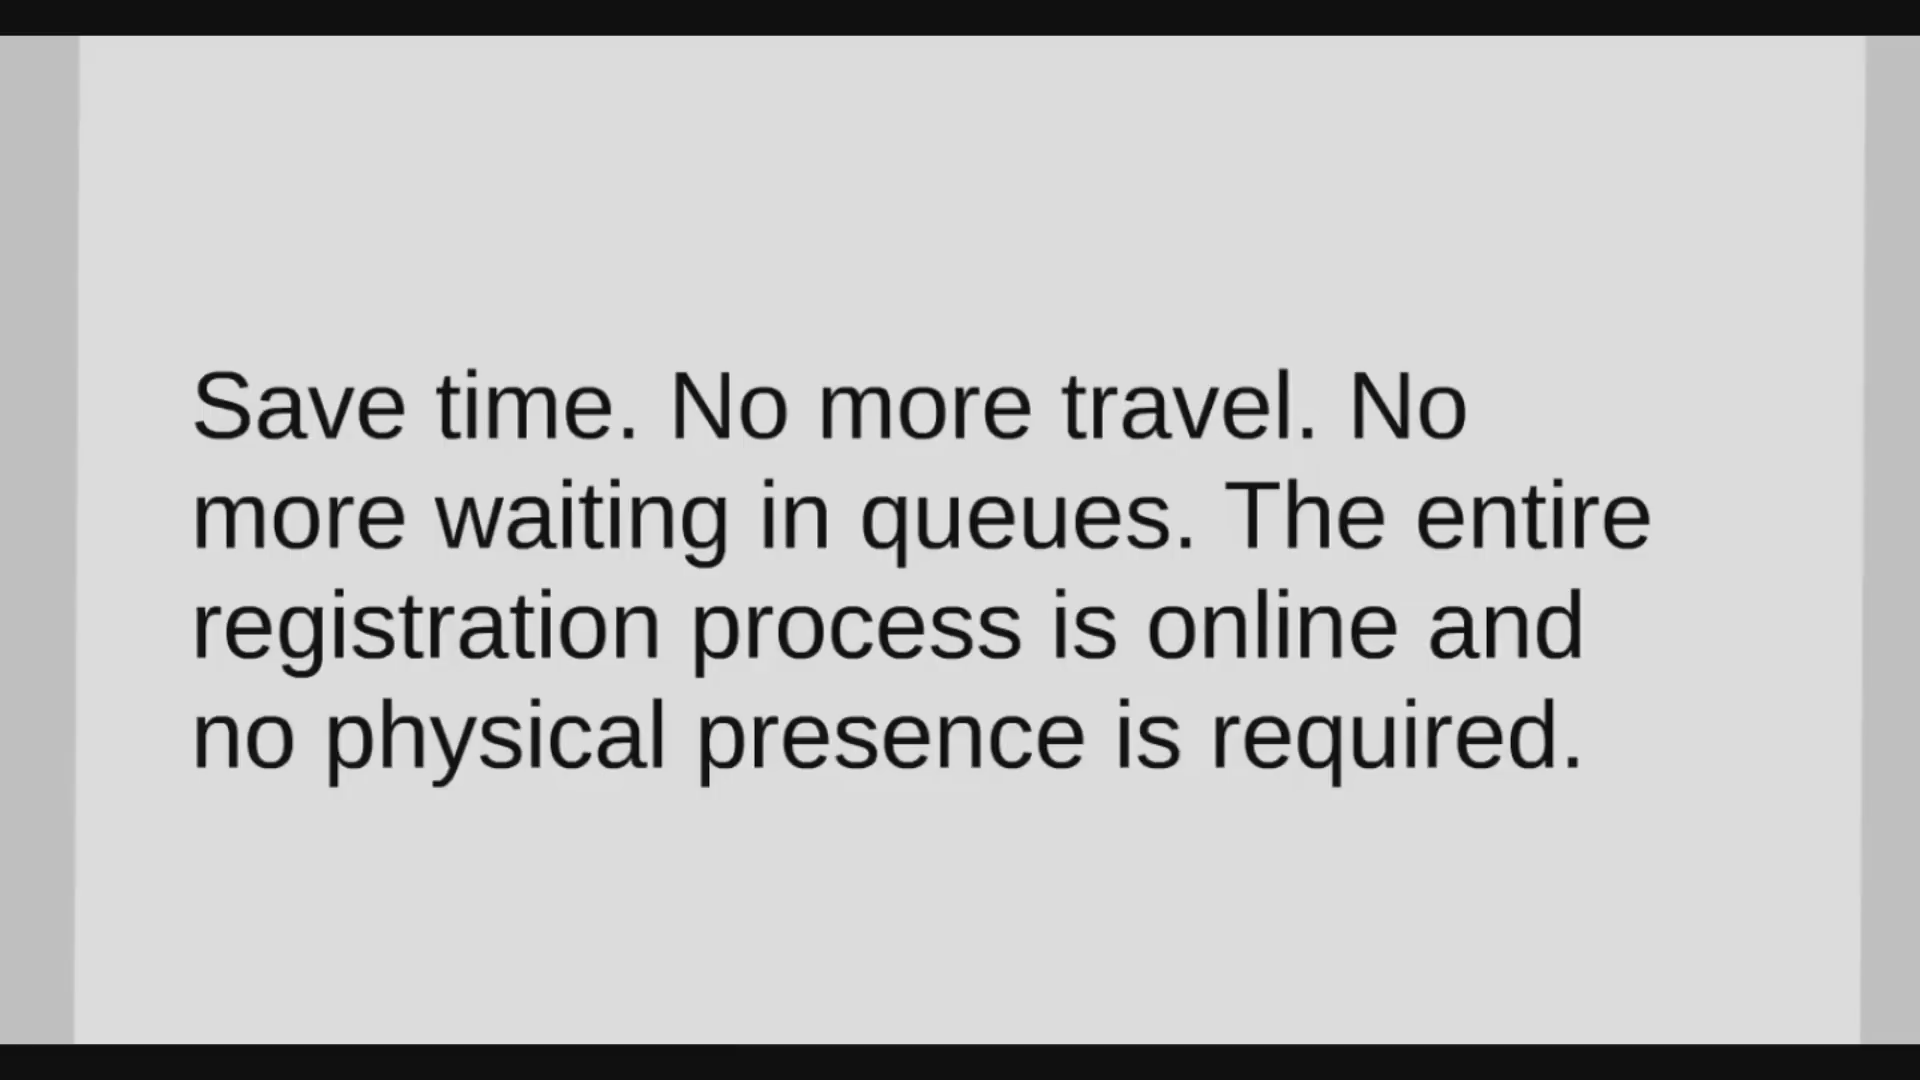 Save time. No more travel. No
more waiting in queues. The entire
registration process is online and
no physical presence is required.